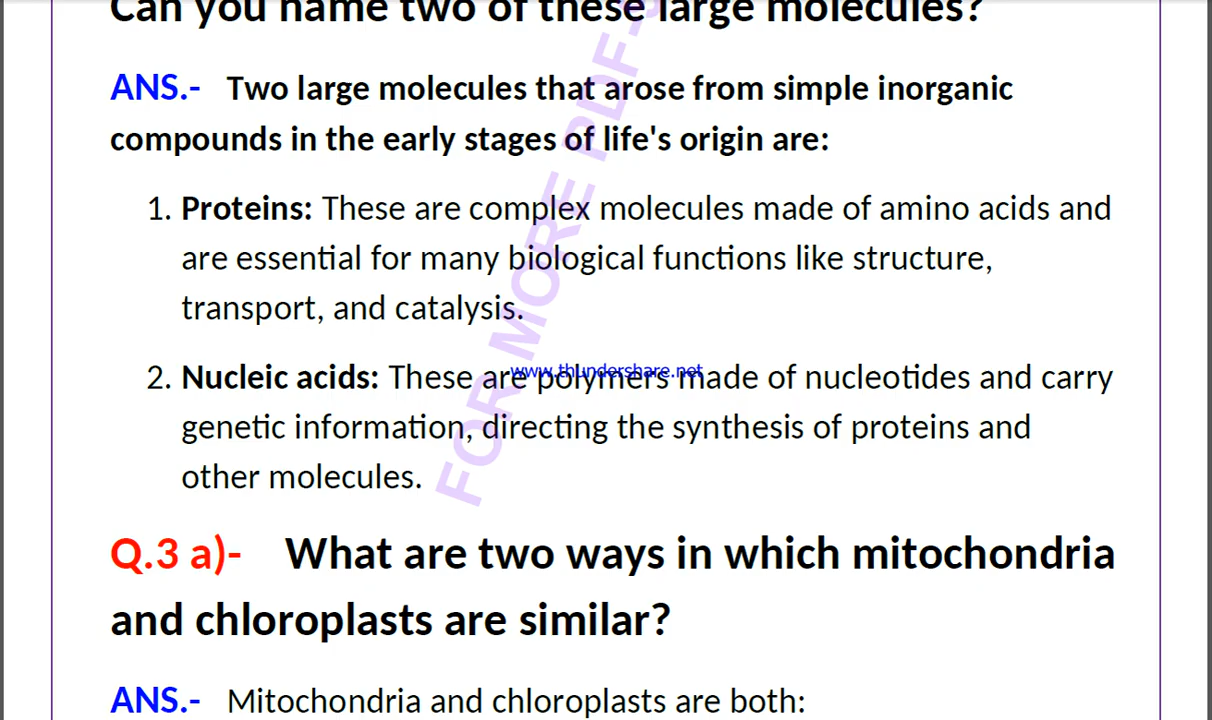 Can you name two of these large molecules?
ANS.- Two large molecules that arose from simple inorganic
compounds in the early stages of life's origin are:
1. Proteins: These are complex molecules made of amino acids and
are essential for many biological functions like structure,
transport, and catalysis.
2. Nucleic acids: These are polymers made of nucleotides and carry
www.thundershare.net
genetic information, directing the synthesis of proteins and
other molecules.
FOR MORE PDF-
Q.3 a)- What are two ways in which mitochondria
and chloroplasts are similar?
ANS.- Mitochondria and chloroplasts are both: